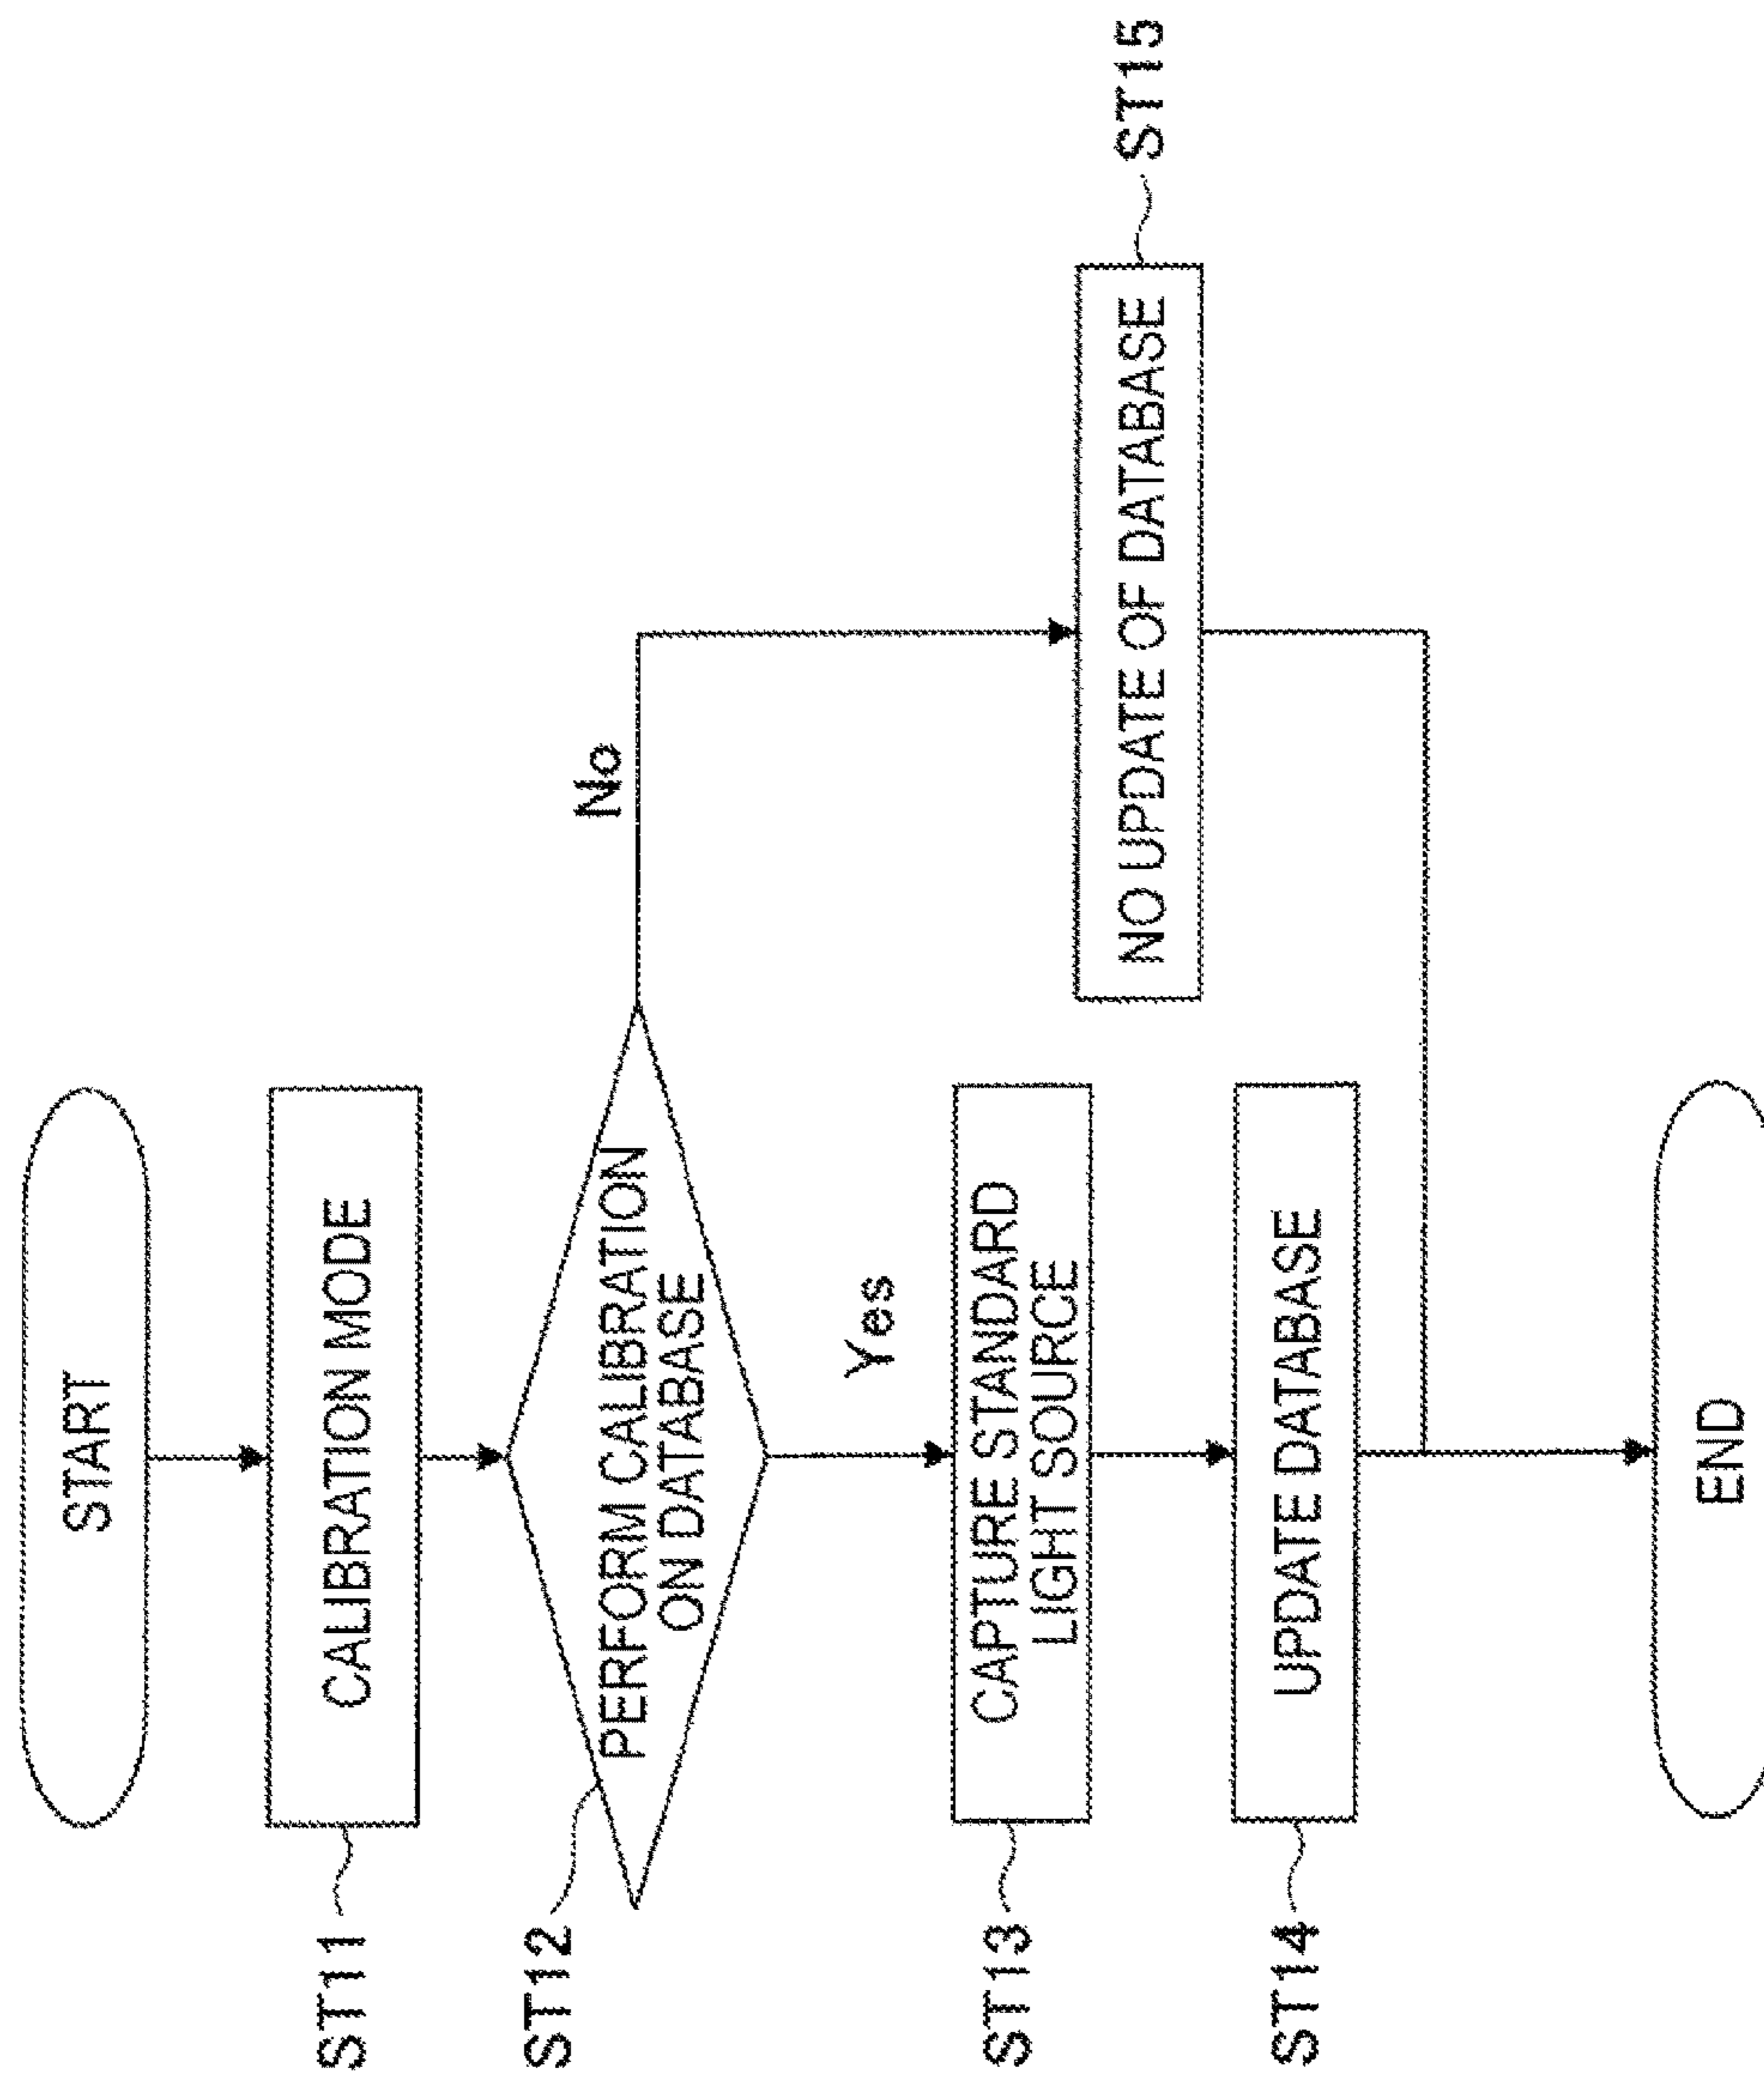 START
ST11
CALIBRATION MODE
ST12
PERFORM CALIBRATION
ON DATABASE
No
Yes
ST13
CAPTURE STANDARD
LIGHT SOURCE
NO UPDATE OF DATABASE
ST15
ST14
UPDATE DATABASE
END